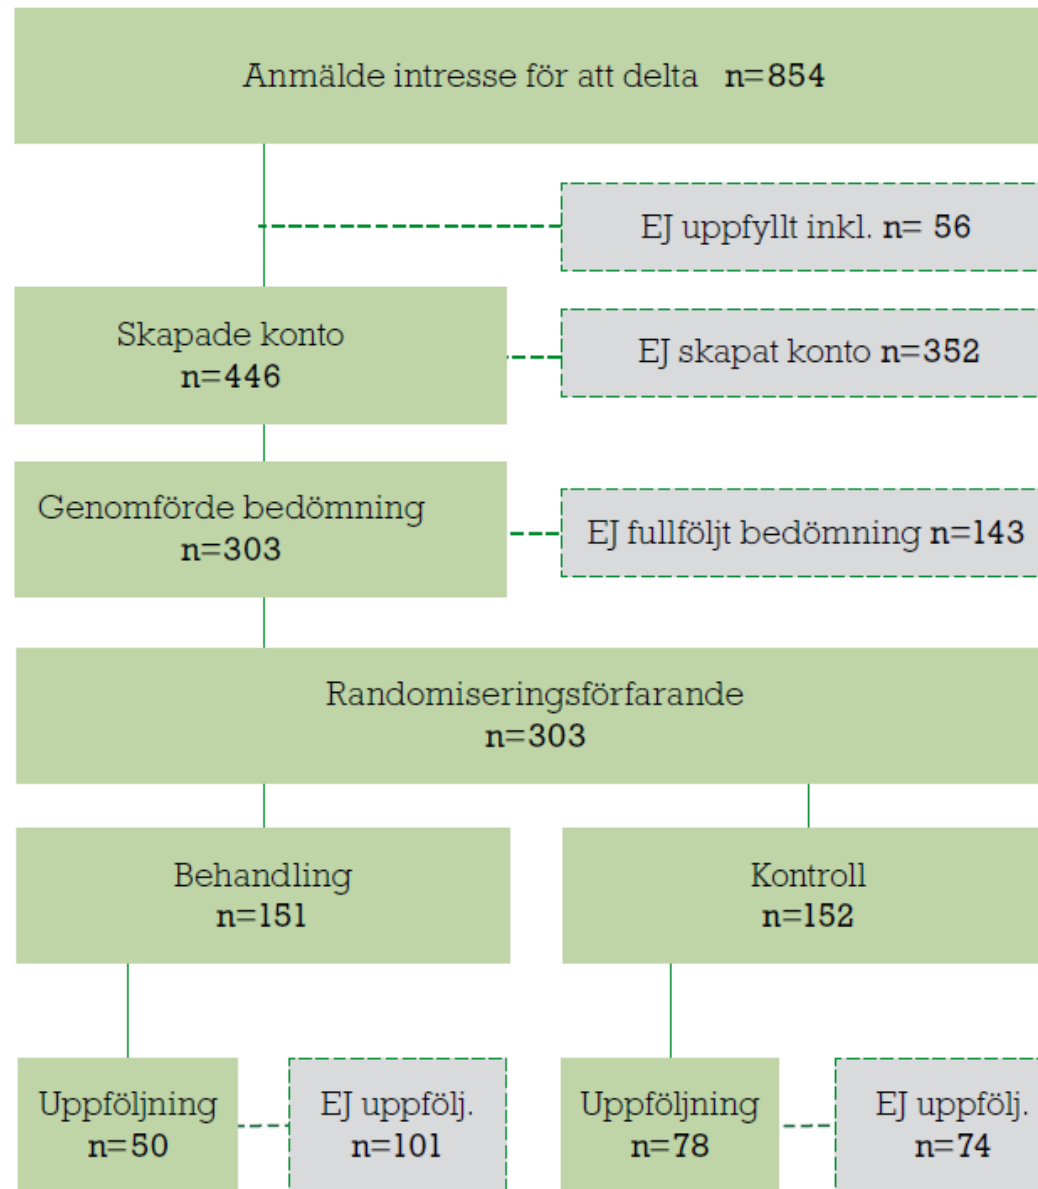 Anmälde intresse för att delta n=854
EJ uppfyllt inkl. n= 56
Skapade konto
n=446
EJ skapat konto n=352
Genomförde bedömning
n=303
EJ fullföljt bedömning n=143
Randomiseringsförfarande
n=303
Behandling
n=151
Kontroll
n=152
Uppföljning
n=50
EJ uppfölj.
n=101
Uppföljning
n=78
EJ uppfölj.
n=74